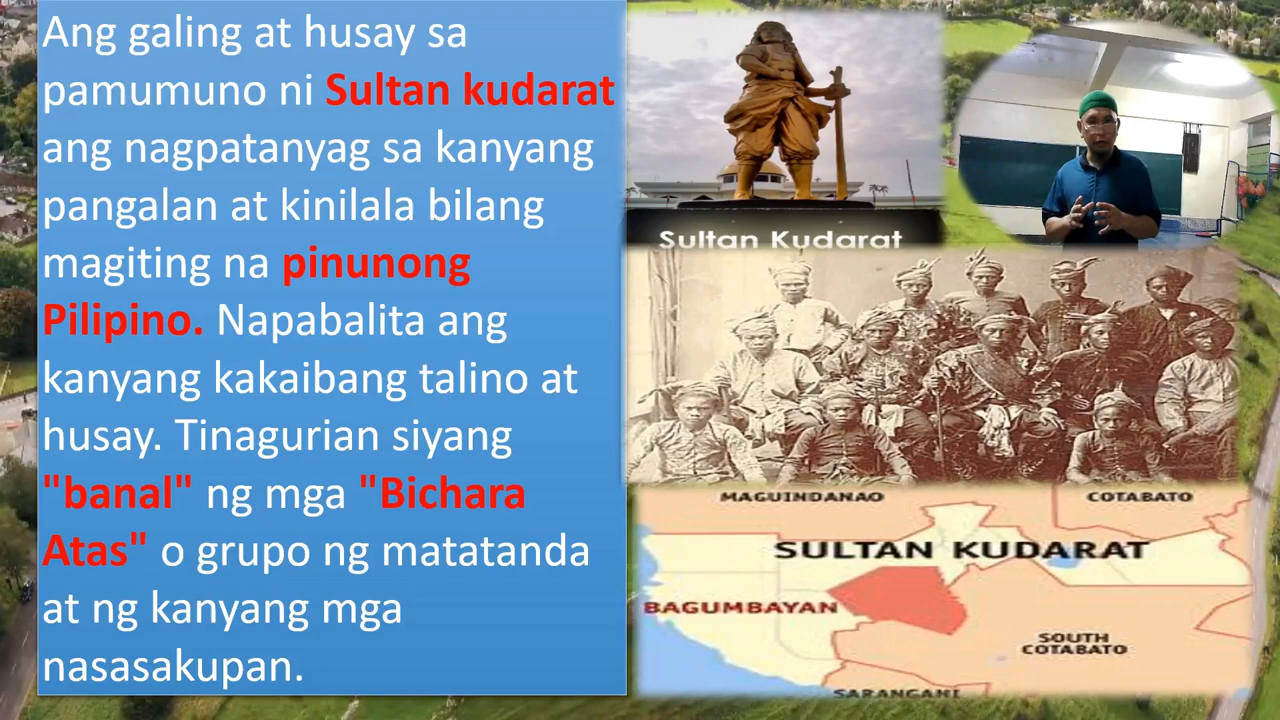 Ang galing at husay sa
pamumuno ni Sultan kudarat
ang nagpatanyag sa kanyang
pangalan at kinilala bilang
magiting na pinunong
Pilipino. Napabalita ang
kanyang kakaibang talino at
husay. Tinagurian siyang
"banal" ng mga "Bichara
Atas" o grupo ng matatanda
at ng kanyang mga
nasasakupan.
Sultan Kudarat
MAGUINDANAO
COTABATO
SULTAN KUDARAT
BAGUMBAYAN
SOUTH
COTABATO
SARANGANI